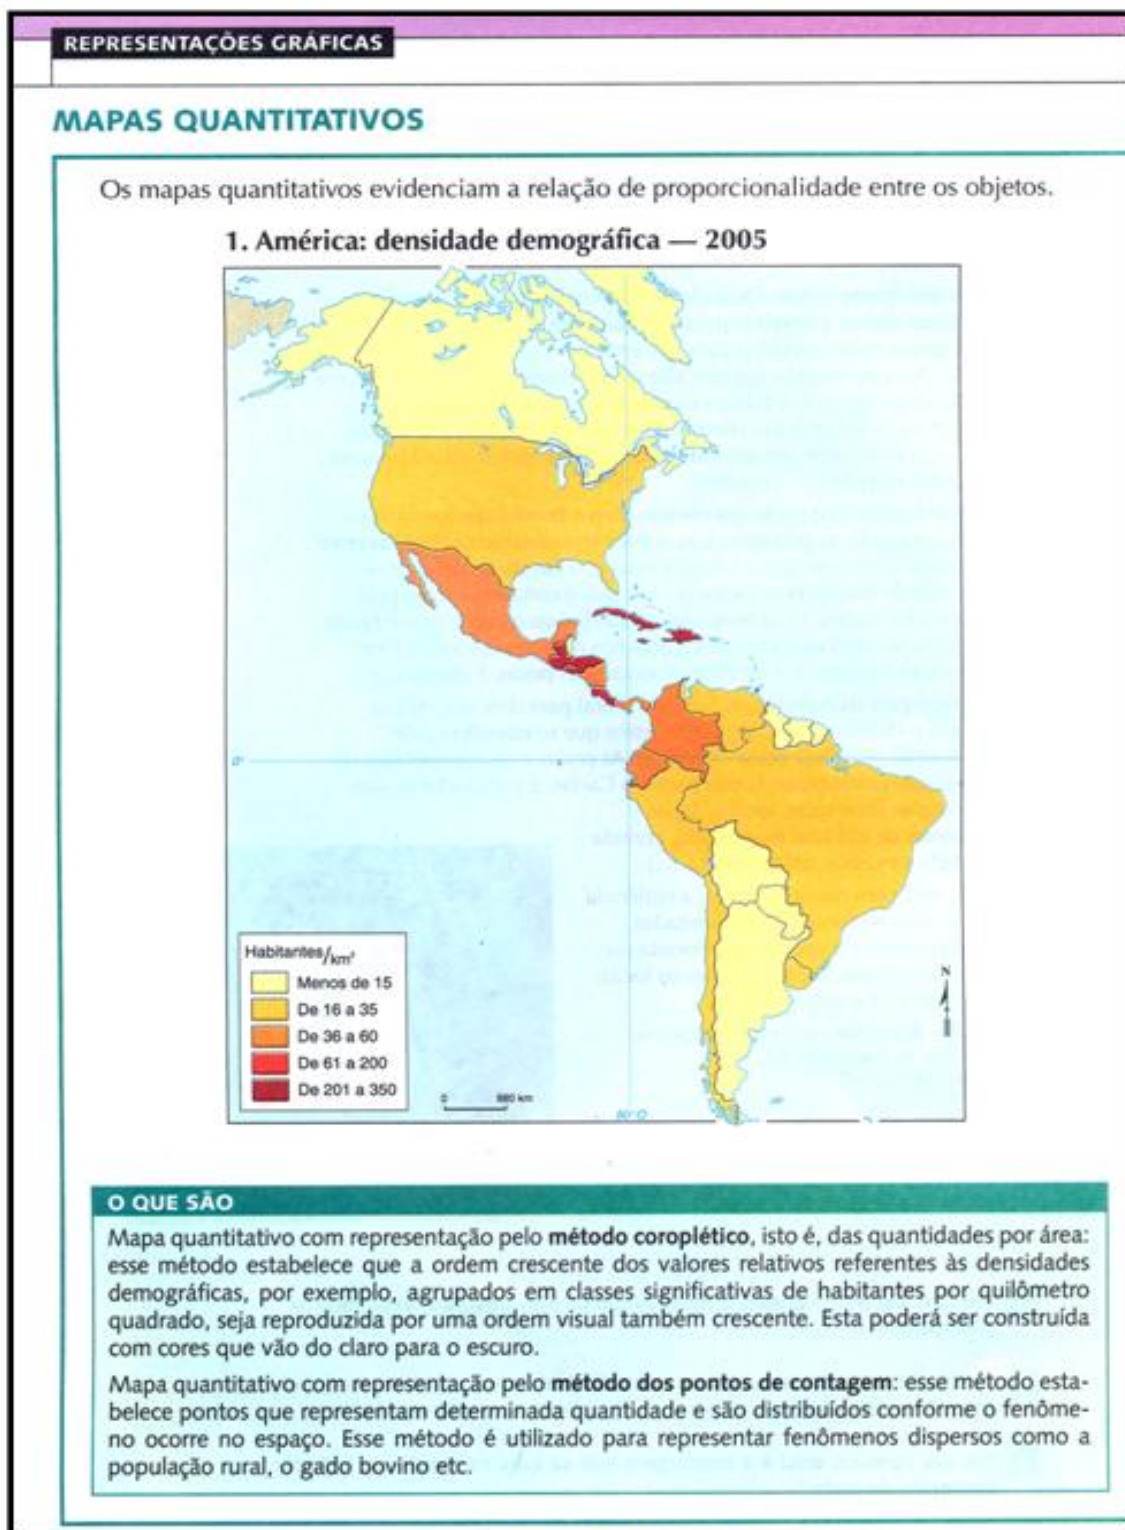 REPRESENTAÇÕES GRÁFICAS
MAPAS QUANTITATIVOS
Os mapas quantitativos evidenciam a relação de proporcionalidade entre os objetos.
1. América: densidade demográfica — 2005
0°
Habitantes/km²
Menos de 15
De 16 a 35
De 36 a 60
De 61 a 200
De 201 a 350
N
0 880 km
80° O
O QUE SÃO
Mapa quantitativo com representação pelo método coroplético, isto é, das quantidades por área:
esse método estabelece que a ordem crescente dos valores relativos referentes às densidades
demográficas, por exemplo, agrupados em classes significativas de habitantes por quilômetro
quadrado, seja reproduzida por uma ordem visual também crescente. Esta poderá ser construída
com cores que vão do claro para o escuro.
Mapa quantitativo com representação pelo método dos pontos de contagem: esse método esta-
belece pontos que representam determinada quantidade e são distribuídos conforme o fenôme-
no ocorre no espaço. Esse método é utilizado para representar fenômenos dispersos como a
população rural, o gado bovino etc.